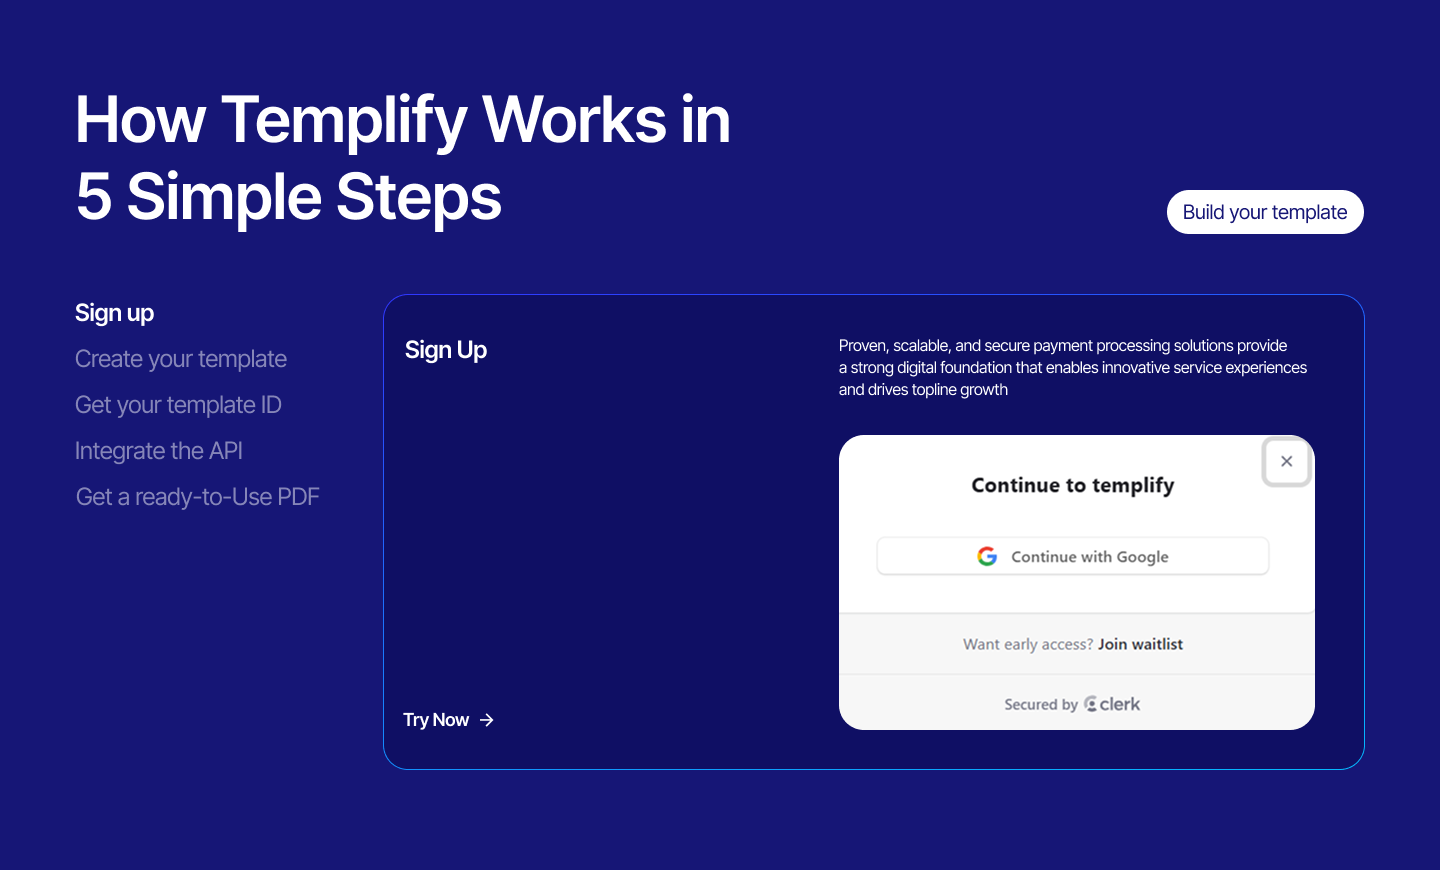 How Templify Works in
5 Simple Steps
Build your template
Sign up
Create your template
Get your template ID
Integrate the API
Get a ready-to-Use PDF
Sign Up
Proven, scalable, and secure payment processing solutions provide
a strong digital foundation that enables innovative service experiences
and drives topline growth
Continue to templify
Continue with Google
Want early access? Join waitlist
Secured by clerk
Try Now